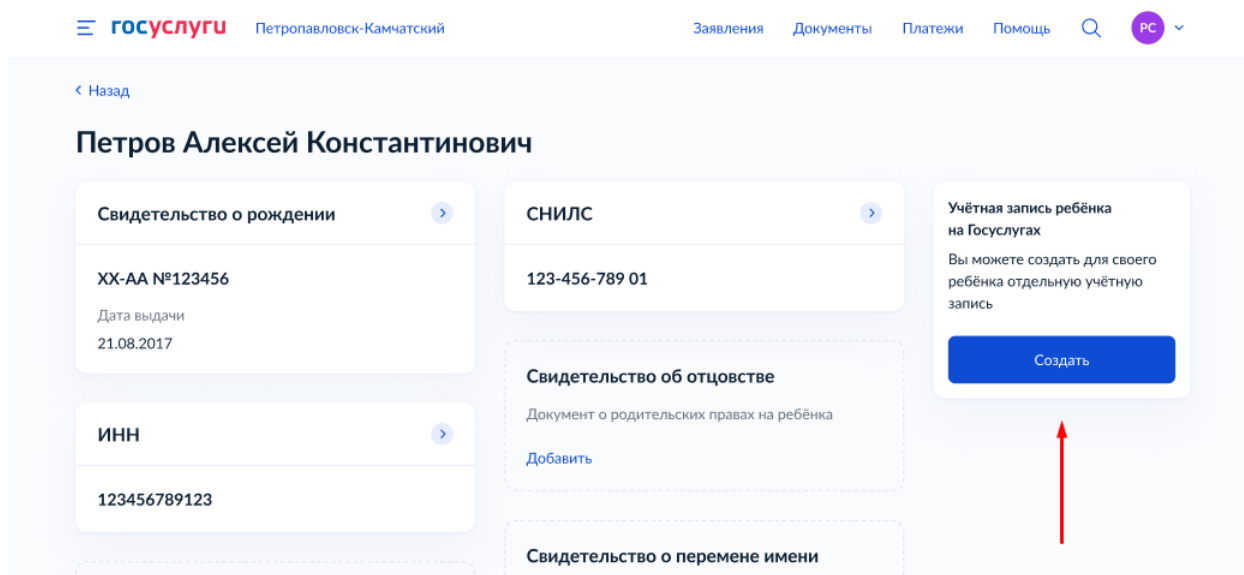 госуслуги Петропавловск-Камчатский Заявления Документы Платежи Помощь РС
Назад
Петров Алексей Константинович
Свидетельство о рождении
XX-AA №123456
Дата выдачи
21.08.2017
ИНН
123456789123
СНИЛС
123-456-789 01
Свидетельство об отцовстве
Документ о родительских правах на ребёнка
Добавить
Свидетельство о перемене имени
Учётная запись ребёнка
на Госуслугах
Вы можете создать для своего
ребёнка отдельную учётную
запись
Создать